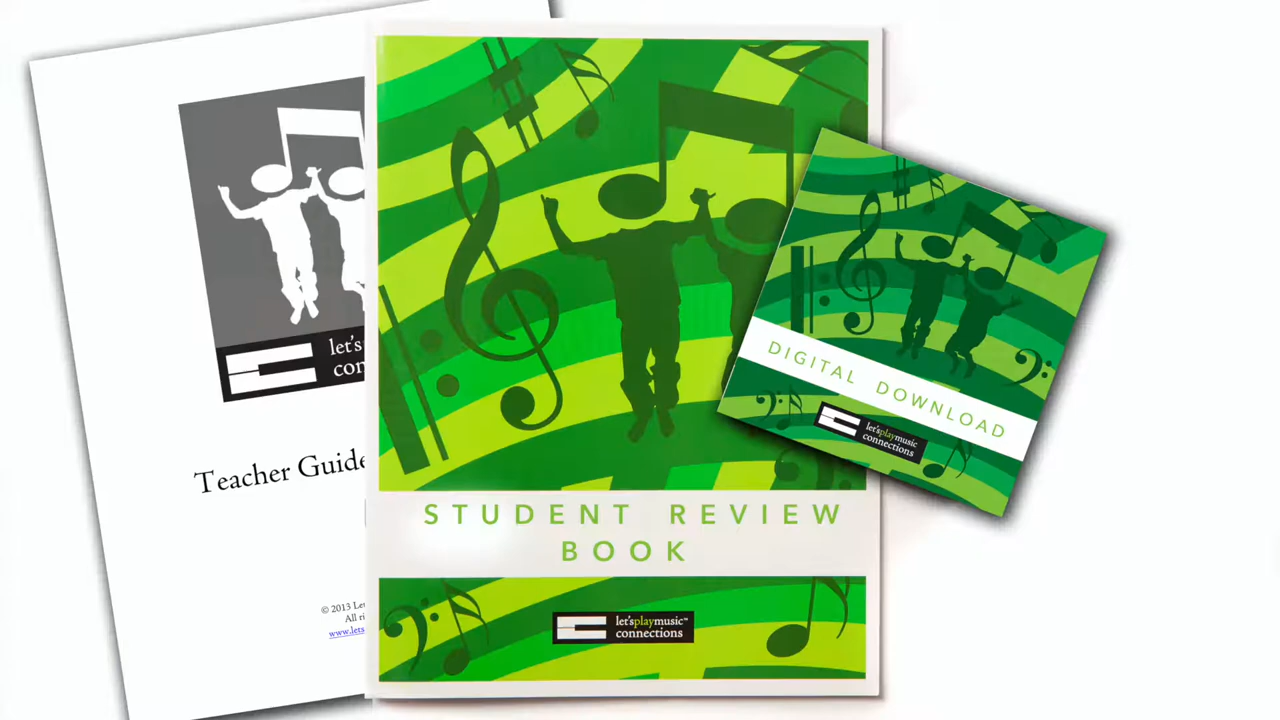 let's
con
Teacher Guide
© 2013 Let
All ri
www.lets
STUDENT REVIEW
BOOK
let'splaymusic™
connections
DIGITAL DOWNLOAD
let'splaymusic
connections